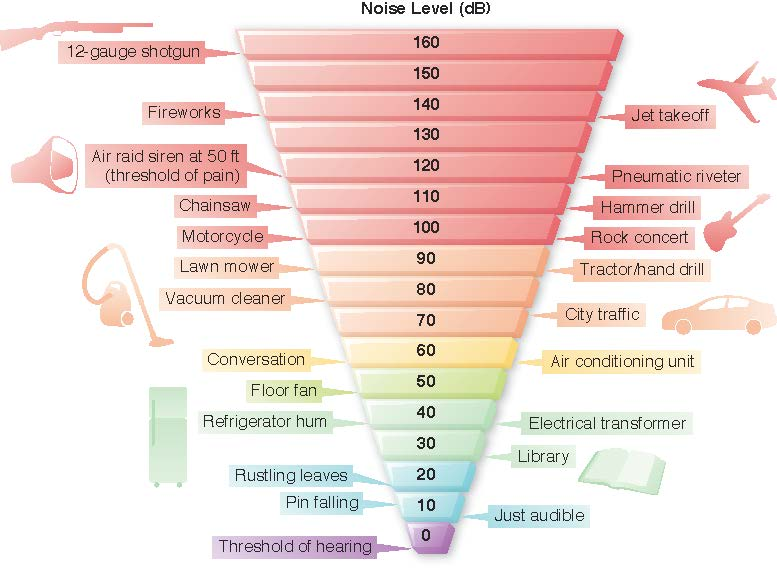 Noise Level (dB)
160
12-gauge shotgun
150
140
Fireworks
Jet takeoff
130
120
Air raid siren at 50 ft
(threshold of pain)
Pneumatic riveter
110
Chainsaw
Hammer drill
100
Motorcycle
Rock concert
90
Lawn mower
Tractor/hand drill
80
Vacuum cleaner
70
City traffic
60
Conversation
Air conditioning unit
50
Floor fan
40
Refrigerator hum
Electrical transformer
30
Library
20
Rustling leaves
10
Pin falling
Just audible
0
Threshold of hearing